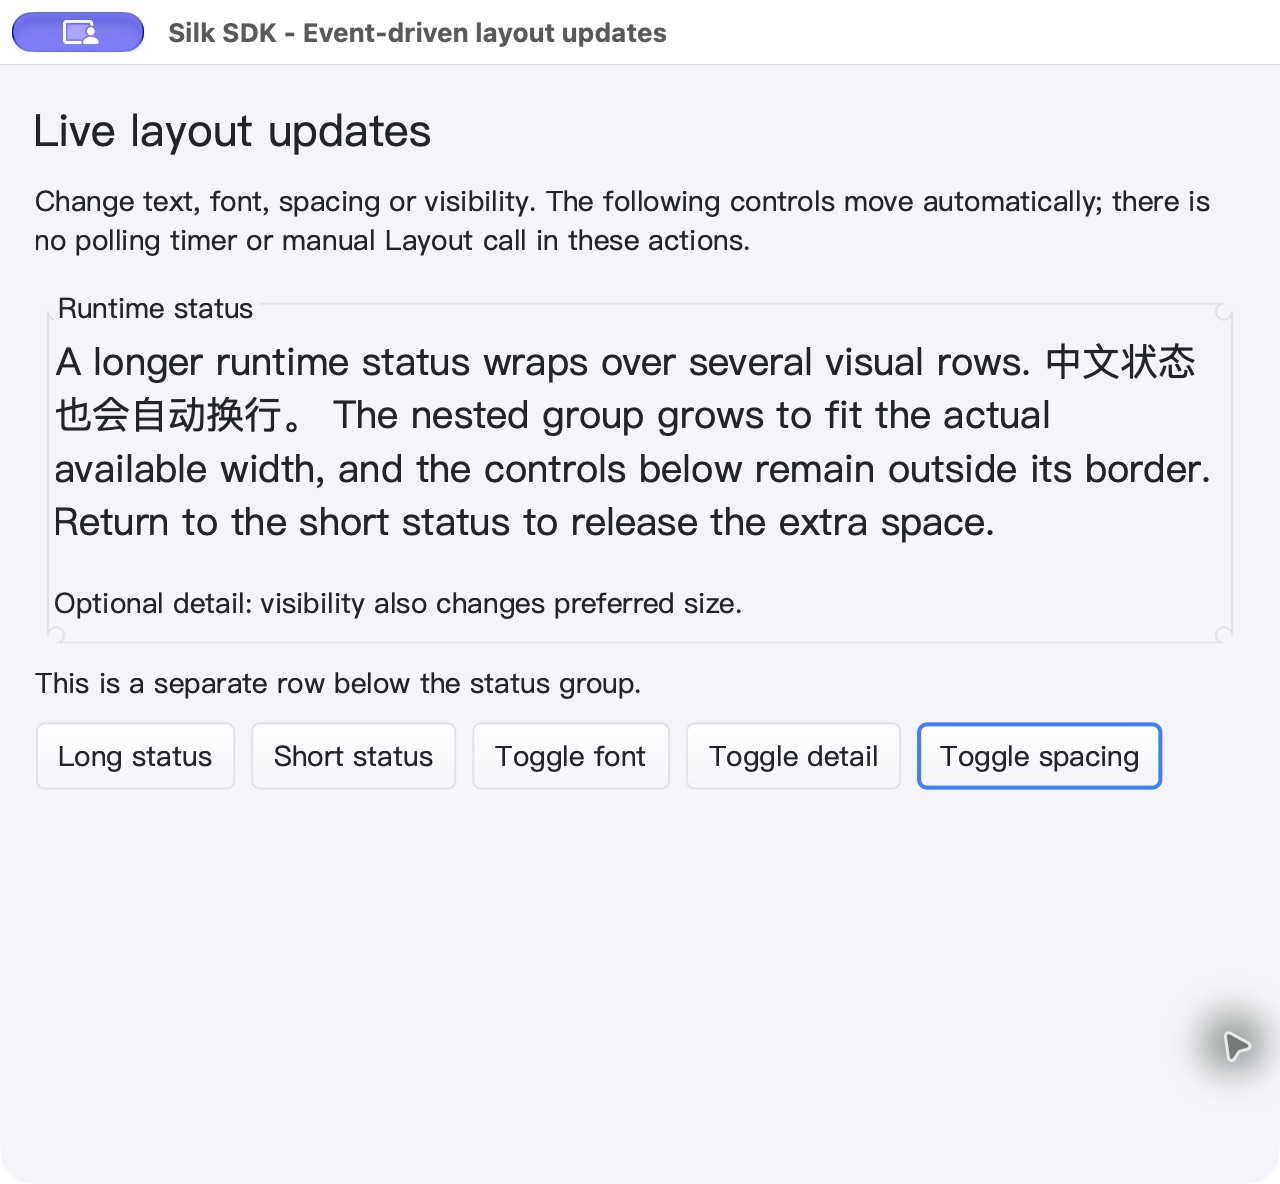 Silk SDK - Event-driven layout updates
Live layout updates
Change text, font, spacing or visibility. The following controls move automatically; there is
no polling timer or manual Layout call in these actions.
Runtime status
A longer runtime status wraps over several visual rows. 中文状态
也会自动换行。 The nested group grows to fit the actual
available width, and the controls below remain outside its border.
Return to the short status to release the extra space.
Optional detail: visibility also changes preferred size.
This is a separate row below the status group.
Long status Short status Toggle font Toggle detail Toggle spacing